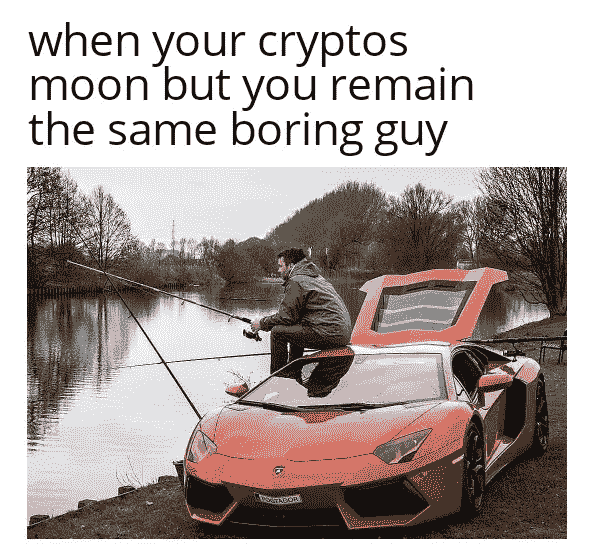 when your cryptos
moon but you remain
the same boring guy